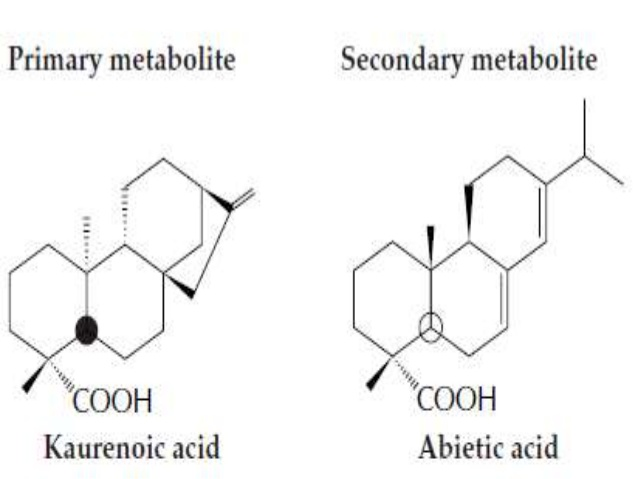 Primary metabolite
Secondary metabolite
COOH
COOH
Kaurenoic acid
Abietic acid